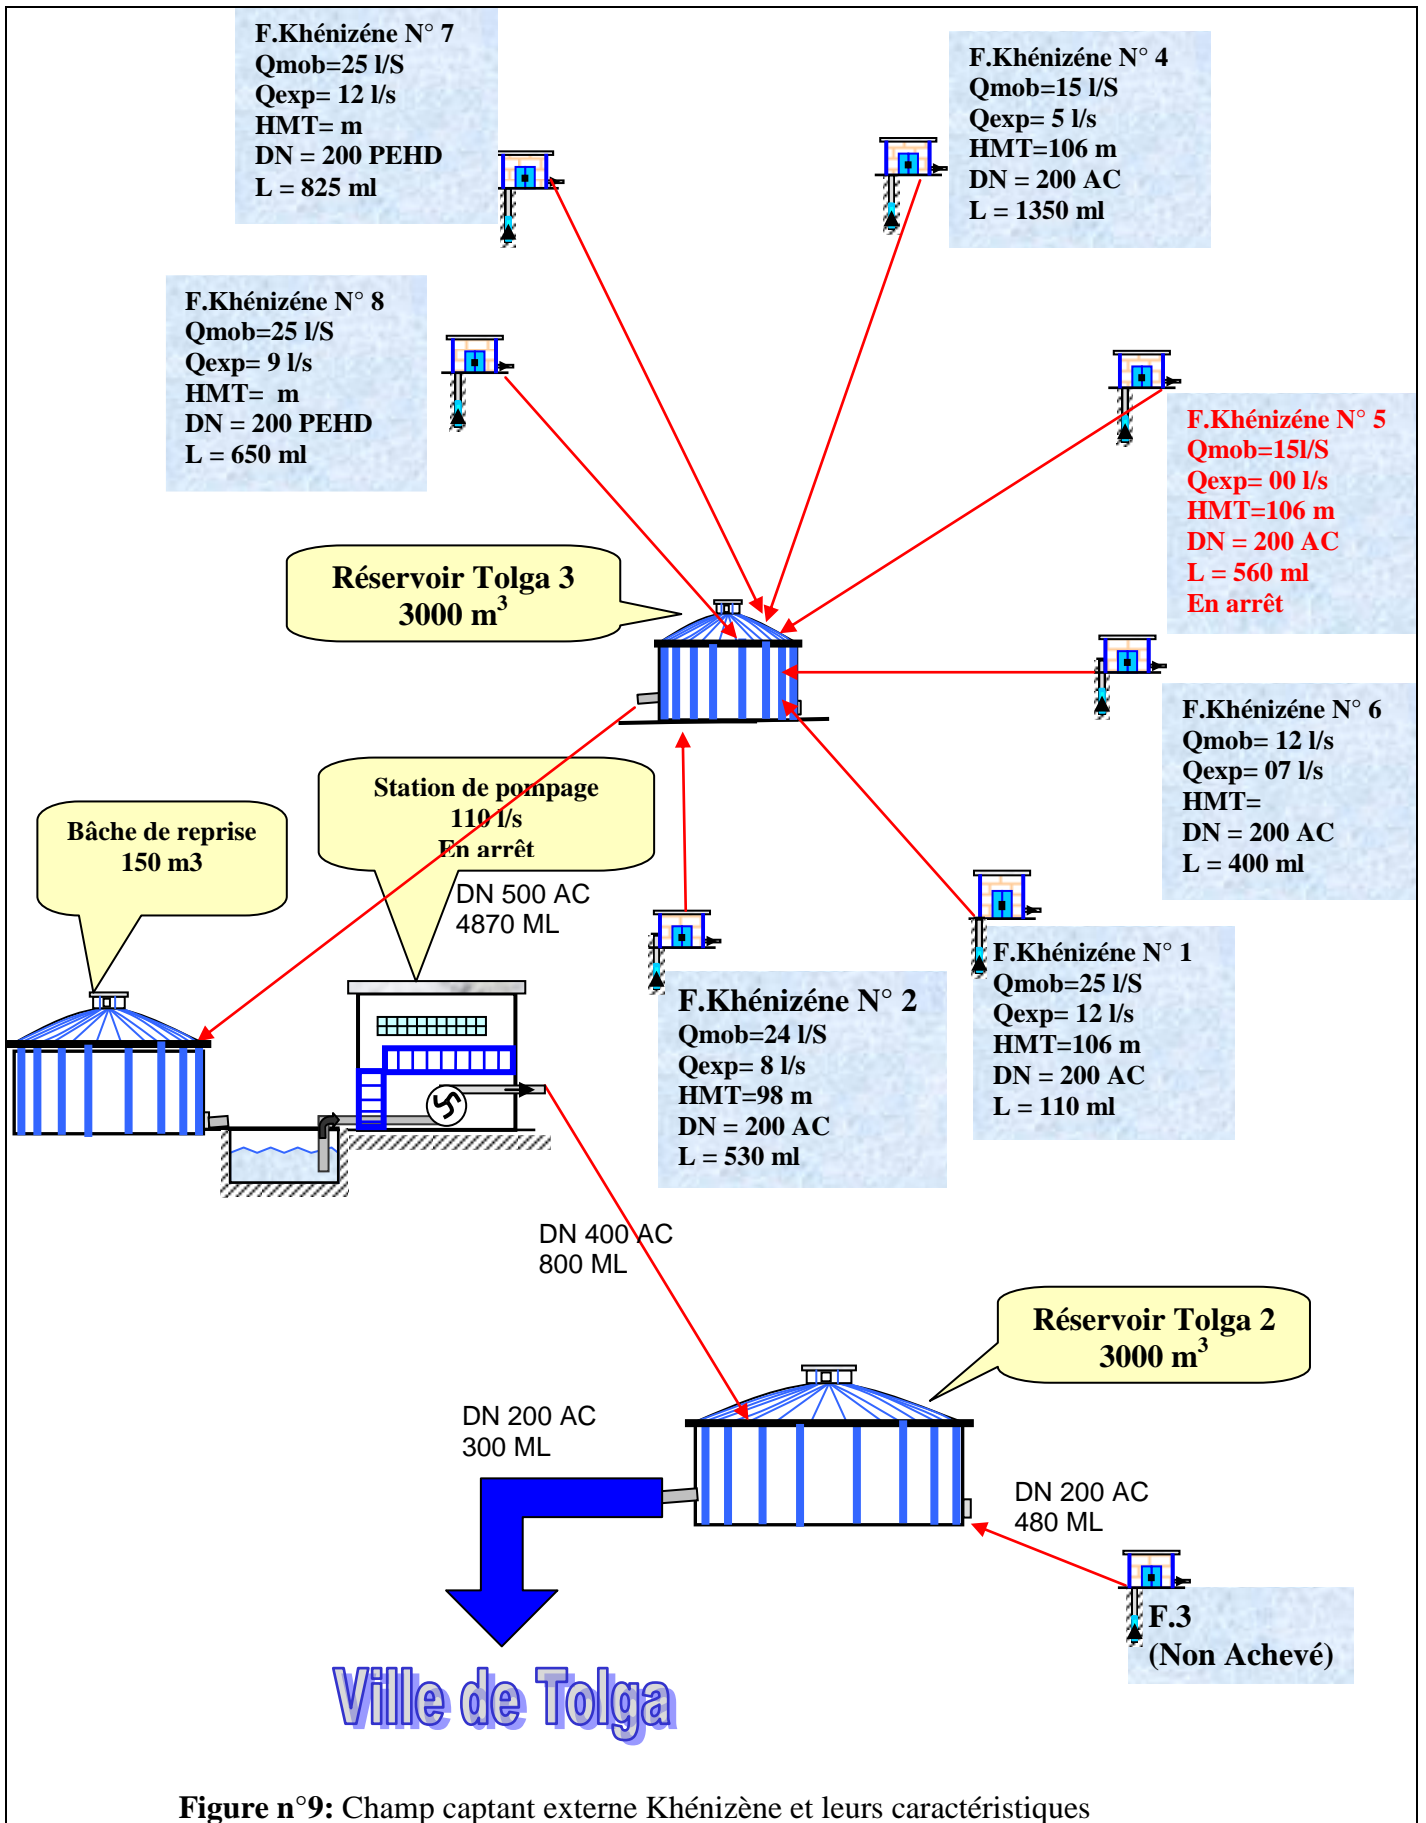 F.Khénizéne N° 7
Qmob=25 l/S
Qexp= 12 l/s
HMT= m
DN = 200 PEHD
L = 825 ml
F.Khénizéne N° 4
Qmob=15 l/S
Qexp= 5 l/s
HMT=106 m
DN = 200 AC
L = 1350 ml
F.Khénizéne N° 8
Qmob=25 l/S
Qexp= 9 l/s
HMT= m
DN = 200 PEHD
L = 650 ml
F.Khénizéne N° 5
Qmob=15l/S
Qexp= 00 l/s
HMT=106 m
DN = 200 AC
L = 560 ml
En arrêt
Réservoir Tolga 3
3000 m³
F.Khénizéne N° 6
Qmob= 12 l/s
Qexp= 07 l/s
HMT=
DN = 200 AC
L = 400 ml
Station de pompage
110 l/s
En arrêt
Bâche de reprise
150 m3
DN 500 AC
4870 ML
F.Khénizéne N° 2
Qmob=24 l/S
Qexp= 8 l/s
HMT=98 m
DN = 200 AC
L = 530 ml
F.Khénizéne N° 1
Qmob=25 l/S
Qexp= 12 l/s
HMT=106 m
DN = 200 AC
L = 110 ml
DN 400 AC
800 ML
Réservoir Tolga 2
3000 m³
DN 200 AC
300 ML
DN 200 AC
480 ML
F.3
(Non Achevé)
Ville de Tolga
Figure n°9: Champ captant externe Khénizène et leurs caractéristiques